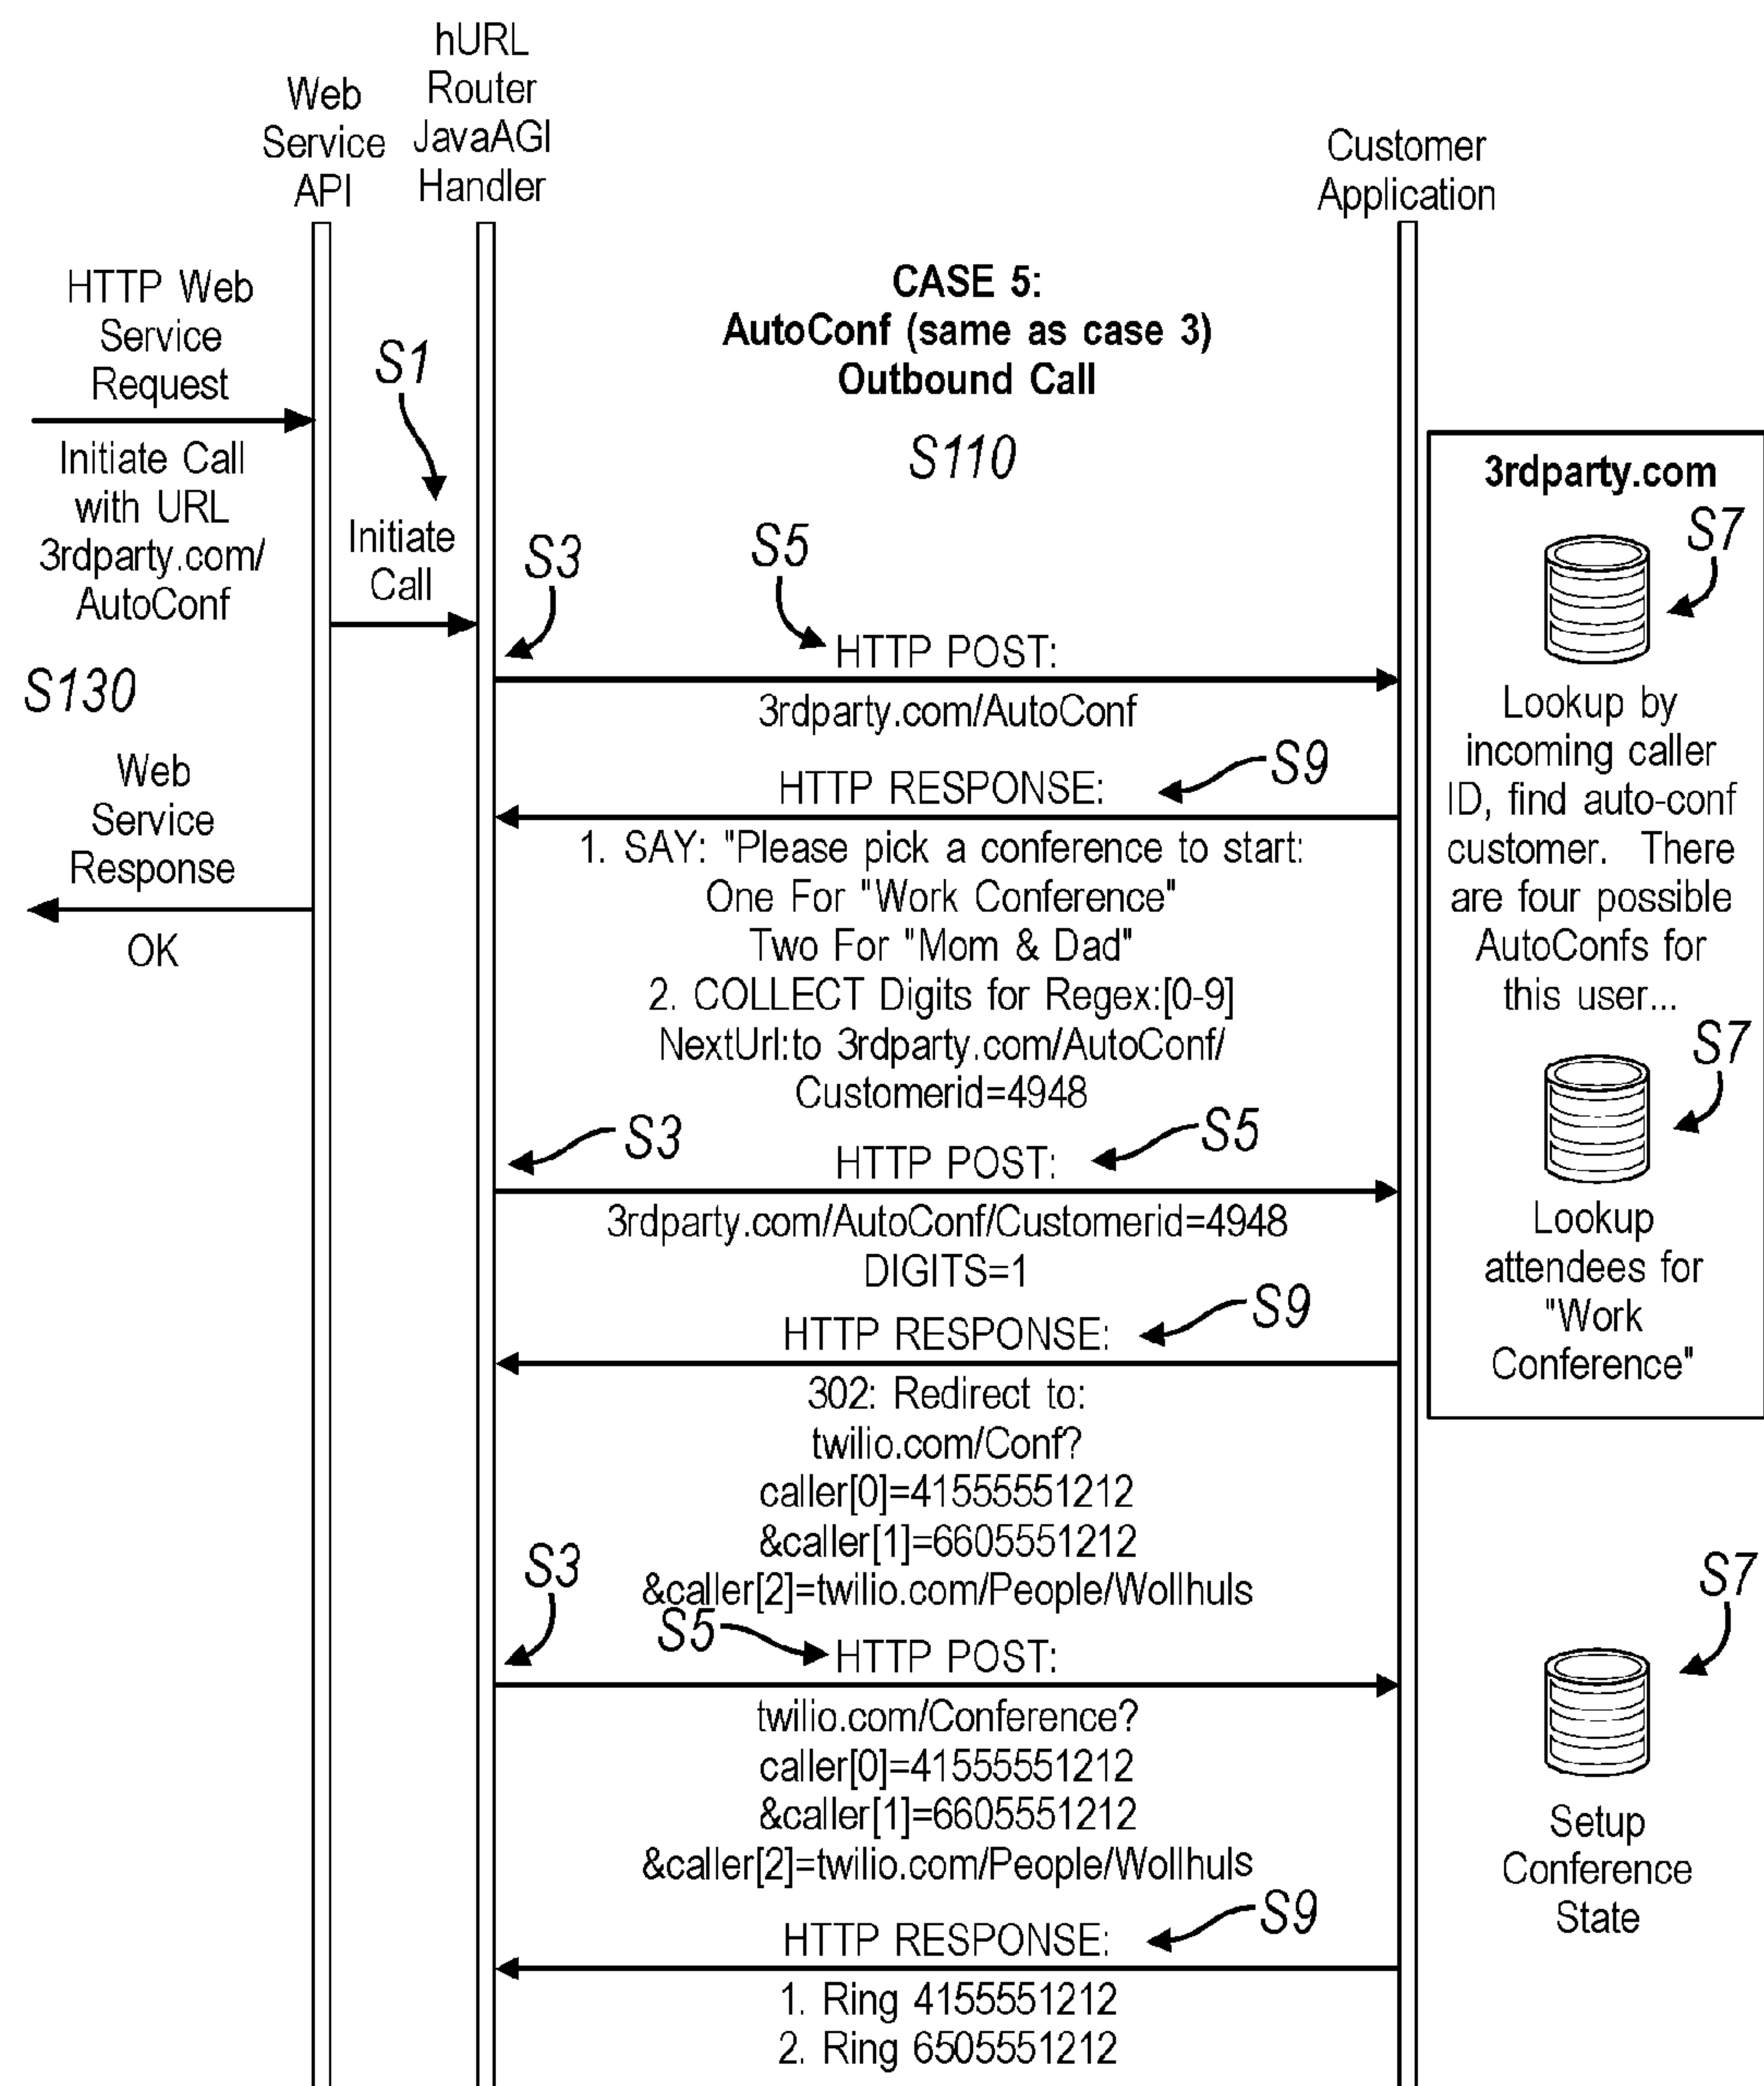 hURL
Router
JavaAGI
Handler
Web
Service
API
Customer
Application
HTTP Web
Service
Request
Initiate Call
with URL
3rdparty.com/
AutoConf
S130
Web
Service
Response
OK
S1
Initiate
Call
CASE 5:
AutoConf (same as case 3)
Outbound Call
S110
S3
S5
HTTP POST:
3rdparty.com/AutoConf
S9
HTTP RESPONSE:
1. SAY: "Please pick a conference to start:
One For "Work Conference"
Two For "Mom & Dad"
2. COLLECT Digits for Regex:[0-9]
NextUrl:to 3rdparty.com/AutoConf/
Customerid=4948
S3
S5
HTTP POST:
3rdparty.com/AutoConf/Customerid=4948
DIGITS=1
S9
HTTP RESPONSE:
302: Redirect to:
twilio.com/Conf?
caller[0]=41555551212
&caller[1]=6605551212
&caller[2]=twilio.com/People/Wollhuls
S3
S5
HTTP POST:
twilio.com/Conference?
caller[0]=41555551212
&caller[1]=6605551212
&caller[2]=twilio.com/People/Wollhuls
S9
HTTP RESPONSE:
1. Ring 4155551212
2. Ring 6505551212
3rdparty.com
S7
Lookup by
incoming caller
ID, find auto-conf
customer. There
are four possible
AutoConfs for
this user...
S7
Lookup
attendees for
"Work
Conference"
S7
Setup
Conference
State